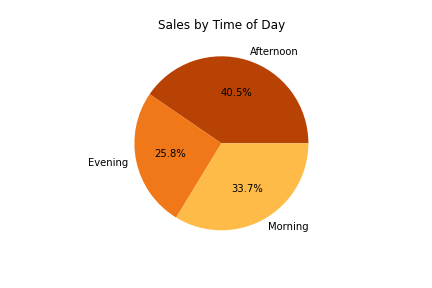 Sales by Time of Day
Afternoon
40.5%
Evening
25.8%
33.7%
Morning